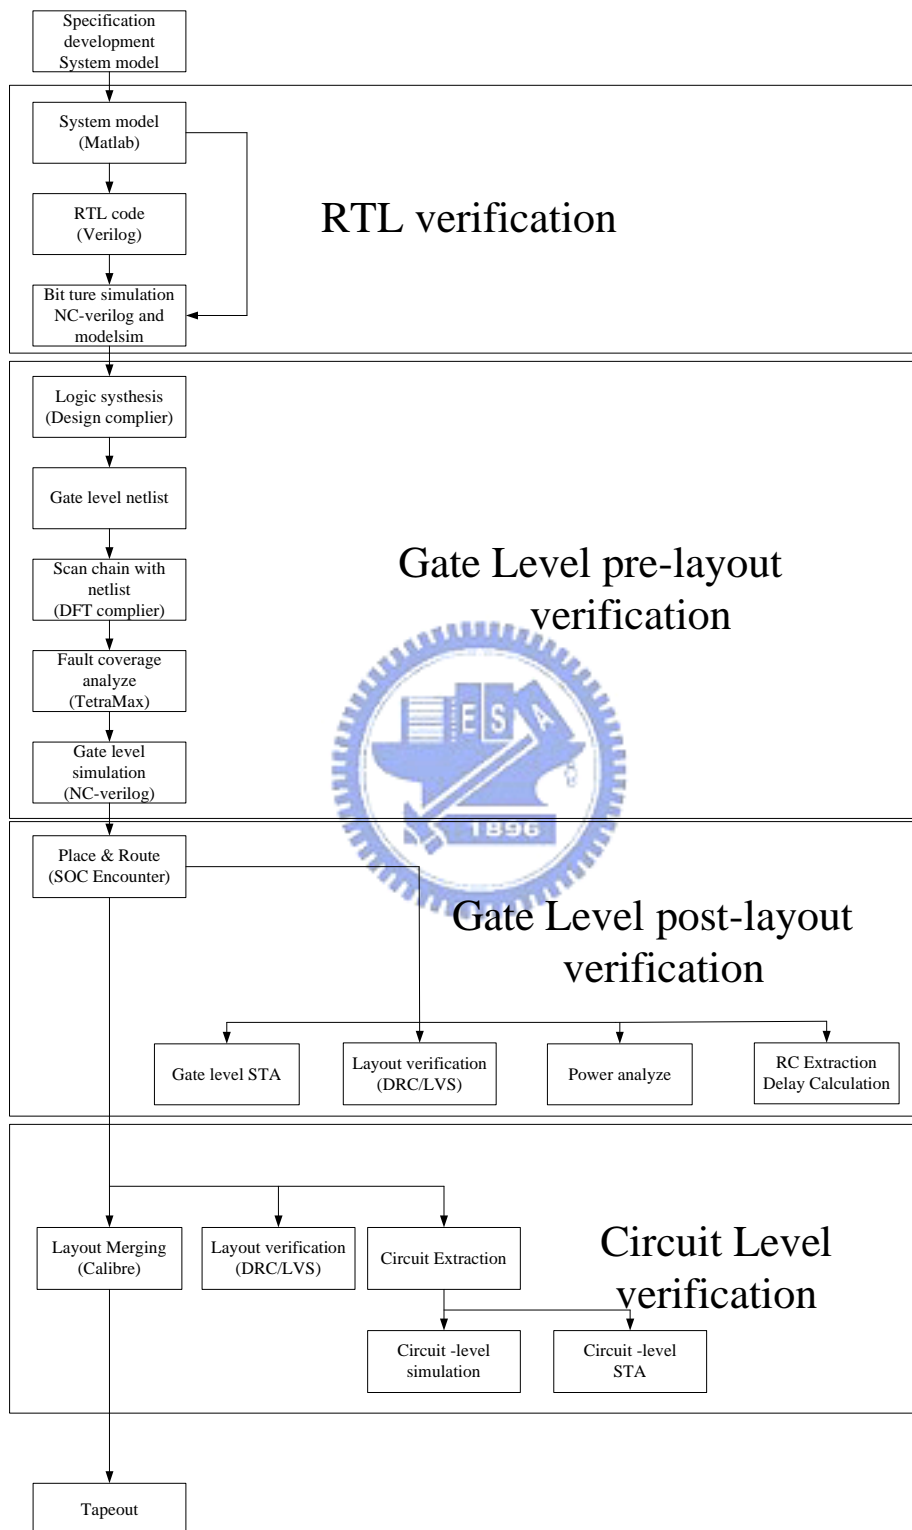 Specification
development
System model
System model
(Matlab)
RTL code
(Verilog)
RTL verification
Bit ture simulation
NC-verilog and
modelsim
Logic systhesis
(Design complier)
Gate level netlist
Scan chain with
netlist
(DFT complier)
Gate Level pre-layout
verification
Fault coverage
analyze
(TetraMax)
Gate level
simulation
(NC-verilog)
E S A
1896
Place & Route
(SOC Encounter)
Gate Level post-layout
verification
Gate level STA
Layout verification
(DRC/LVS)
Power analyze
RC Extraction
Delay Calculation
Layout Merging
(Calibre)
Layout verification
(DRC/LVS)
Circuit Extraction
Circuit Level
verification
Circuit -level
simulation
Circuit -level
STA
Tapeout